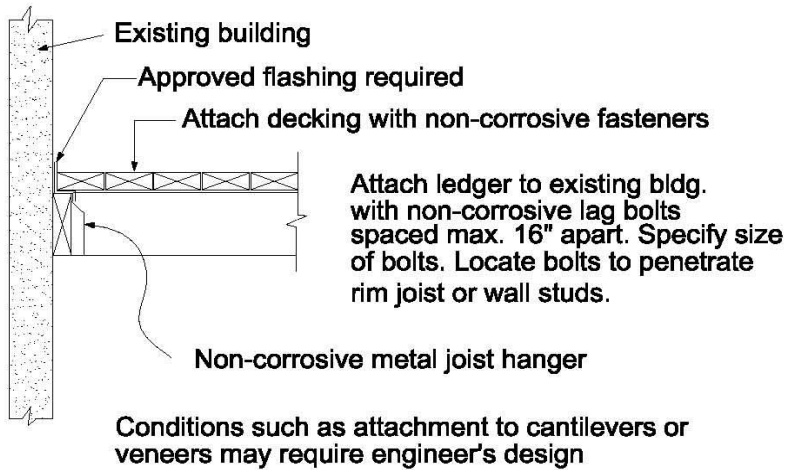 Existing building
Approved flashing required
Attach decking with non-corrosive fasteners
Attach ledger to existing bldg.
with non-corrosive lag bolts
spaced max. 16" apart. Specify size
of bolts. Locate bolts to penetrate
rim joist or wall studs.
Non-corrosive metal joist hanger
Conditions such as attachment to cantilevers or
veneers may require engineer's design